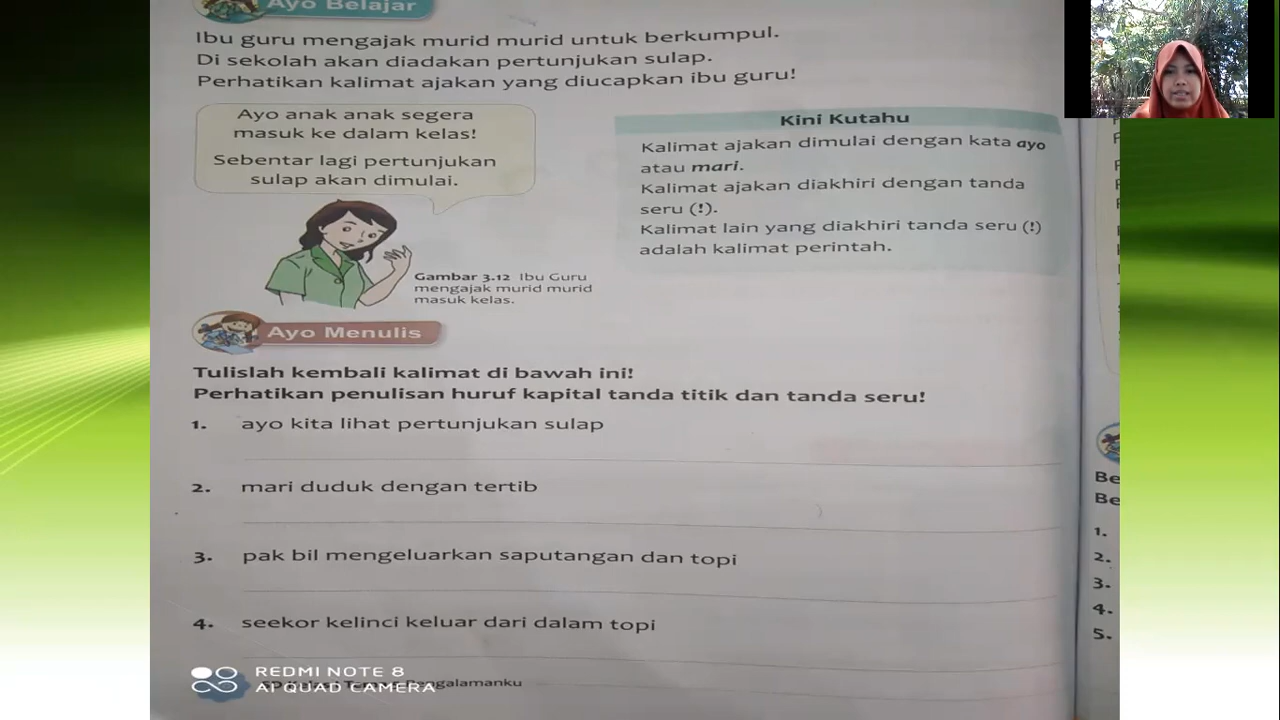 Ayo Belajar
Ibu guru mengajak murid murid untuk berkumpul.
Di sekolah akan diadakan pertunjukan sulap.
Perhatikan kalimat ajakan yang diucapkan ibu guru!
Ayo anak anak segera
masuk ke dalam kelas!
Sebentar lagi pertunjukan
sulap akan dimulai.
Gambar 3.12 Ibu Guru
mengajak murid murid
masuk kelas.
Kini Kutahu
Kalimat ajakan dimulai dengan kata ayo
atau mari.
Kalimat ajakan diakhiri dengan tanda
seru (!).
Kalimat lain yang diakhiri tanda seru (!)
adalah kalimat perintah.
Ayo Menulis
Tulislah kembali kalimat di bawah ini!
Perhatikan penulisan huruf kapital tanda titik dan tanda seru!
1. ayo kita lihat pertunjukan sulap
2. mari duduk dengan tertib
3. pak bil mengeluarkan saputangan dan topi
4. seekor kelinci keluar dari dalam topi
REDMI NOTE 8
AI QUAD CAMERA
Pengalamanku
Be
Be
1.
2.
3.
4.
5.